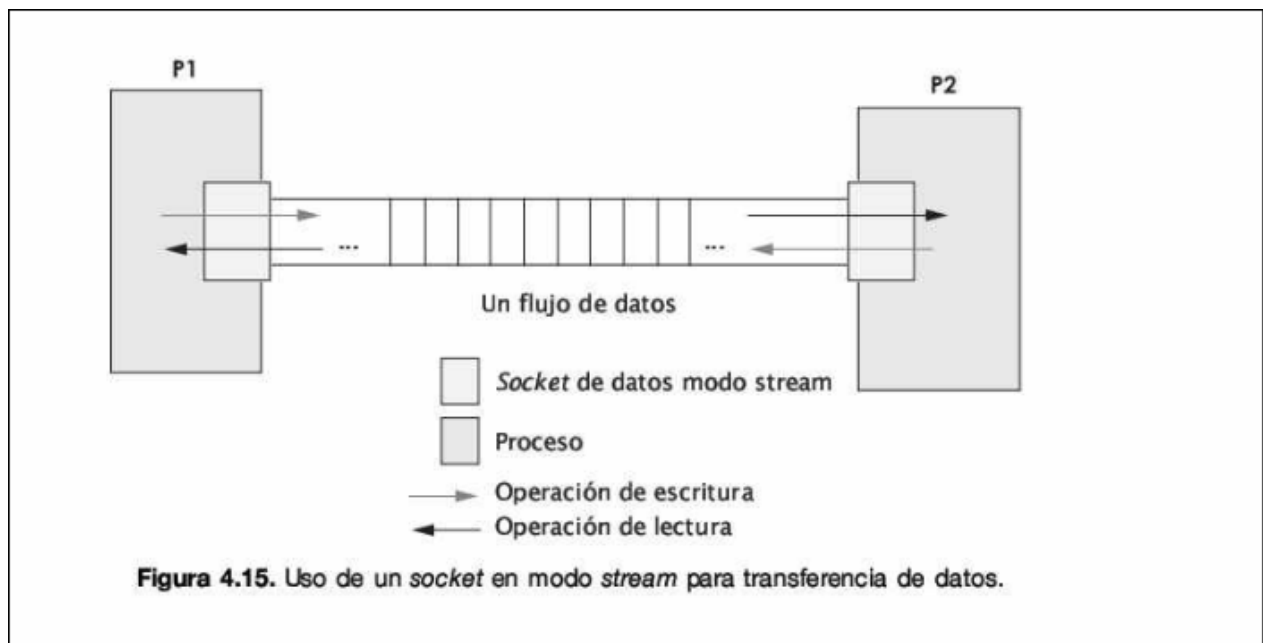 P1
P2
...
...
Un flujo de datos
Socket de datos modo stream
Proceso
Operación de escritura
Operación de lectura
Figura 4.15. Uso de un socket en modo stream para transferencia de datos.